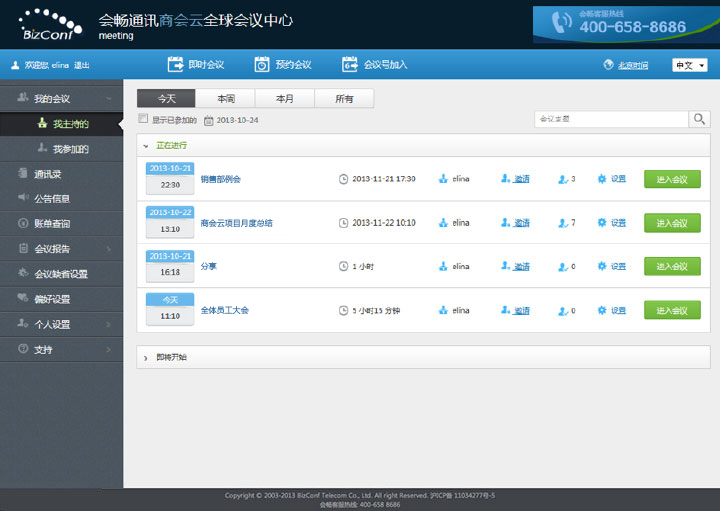 BizConf
会畅通讯商会云全球会议中心
meeting
会畅客服热线
400-658-8686
欢迎您, elina 退出
即时会议
预约会议
会议号加入
北京时间
中文
我的会议
我主持的
我参加的
通讯录
公告信息
账单查询
会议报告
会议缺省设置
偏好设置
个人设置
支持
今天 本周 本月 所有
显示已参加的 2013-10-24
会议主题
正在进行
2013-10-21
22:30
销售部例会 2013-11-21 17:30 elina 邀请 3 设置 进入会议
2013-10-22
13:10
商会云项目月度总结 2013-11-22 10:10 elina 邀请 7 设置 进入会议
2013-10-21
16:18
分享 1 小时 elina 邀请 0 设置 进入会议
今天
11:10
全体员工大会 5 小时15 分钟 elina 邀请 0 设置 进入会议
即将开始
Copyright © 2003-2013 BizConf Telecom Co., Ltd. All right Reserved. 沪ICP备 11034277号-5
会畅客服热线: 400-658 8686